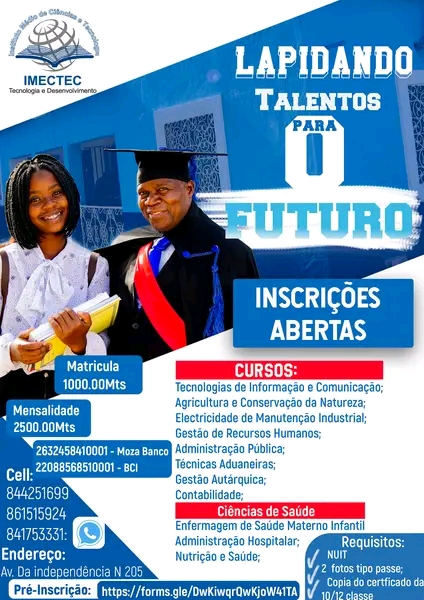 Instituto Médio de Ciências e Tecnologia
IMECTEC
Tecnologia e Desenvolvimento
LAPIDANDO
TALENTOS
PARA
O
FUTURO
INSCRIÇÕES
ABERTAS
Matricula
1000.00Mts
Mensalidade
2500.00Mts
2632458410001 - Moza Banco
22088568510001 - BCI
Cell:
844251699
861515924
841753331:
Endereço:
Av. Da independência N 205
CURSOS:
Tecnologias de Informação e Comunicação;
Agricultura e Conservação da Natureza;
Electricidade de Manutenção Industrial;
Gestão de Recursos Humanos;
Administração Pública;
Técnicas Aduaneiras;
Gestão Autárquica;
Contabilidade;
Ciências de Saúde
Enfermagem de Saúde Materno Infantil
Administração Hospitalar;
Nutrição e Saúde;
Requisitos:
NUIT
2 fotos tipo passe;
Copia do certficado da
10/12 classe
Pré-Inscrição: https://forms.gle/DwKiwqrQwKjoW41TA